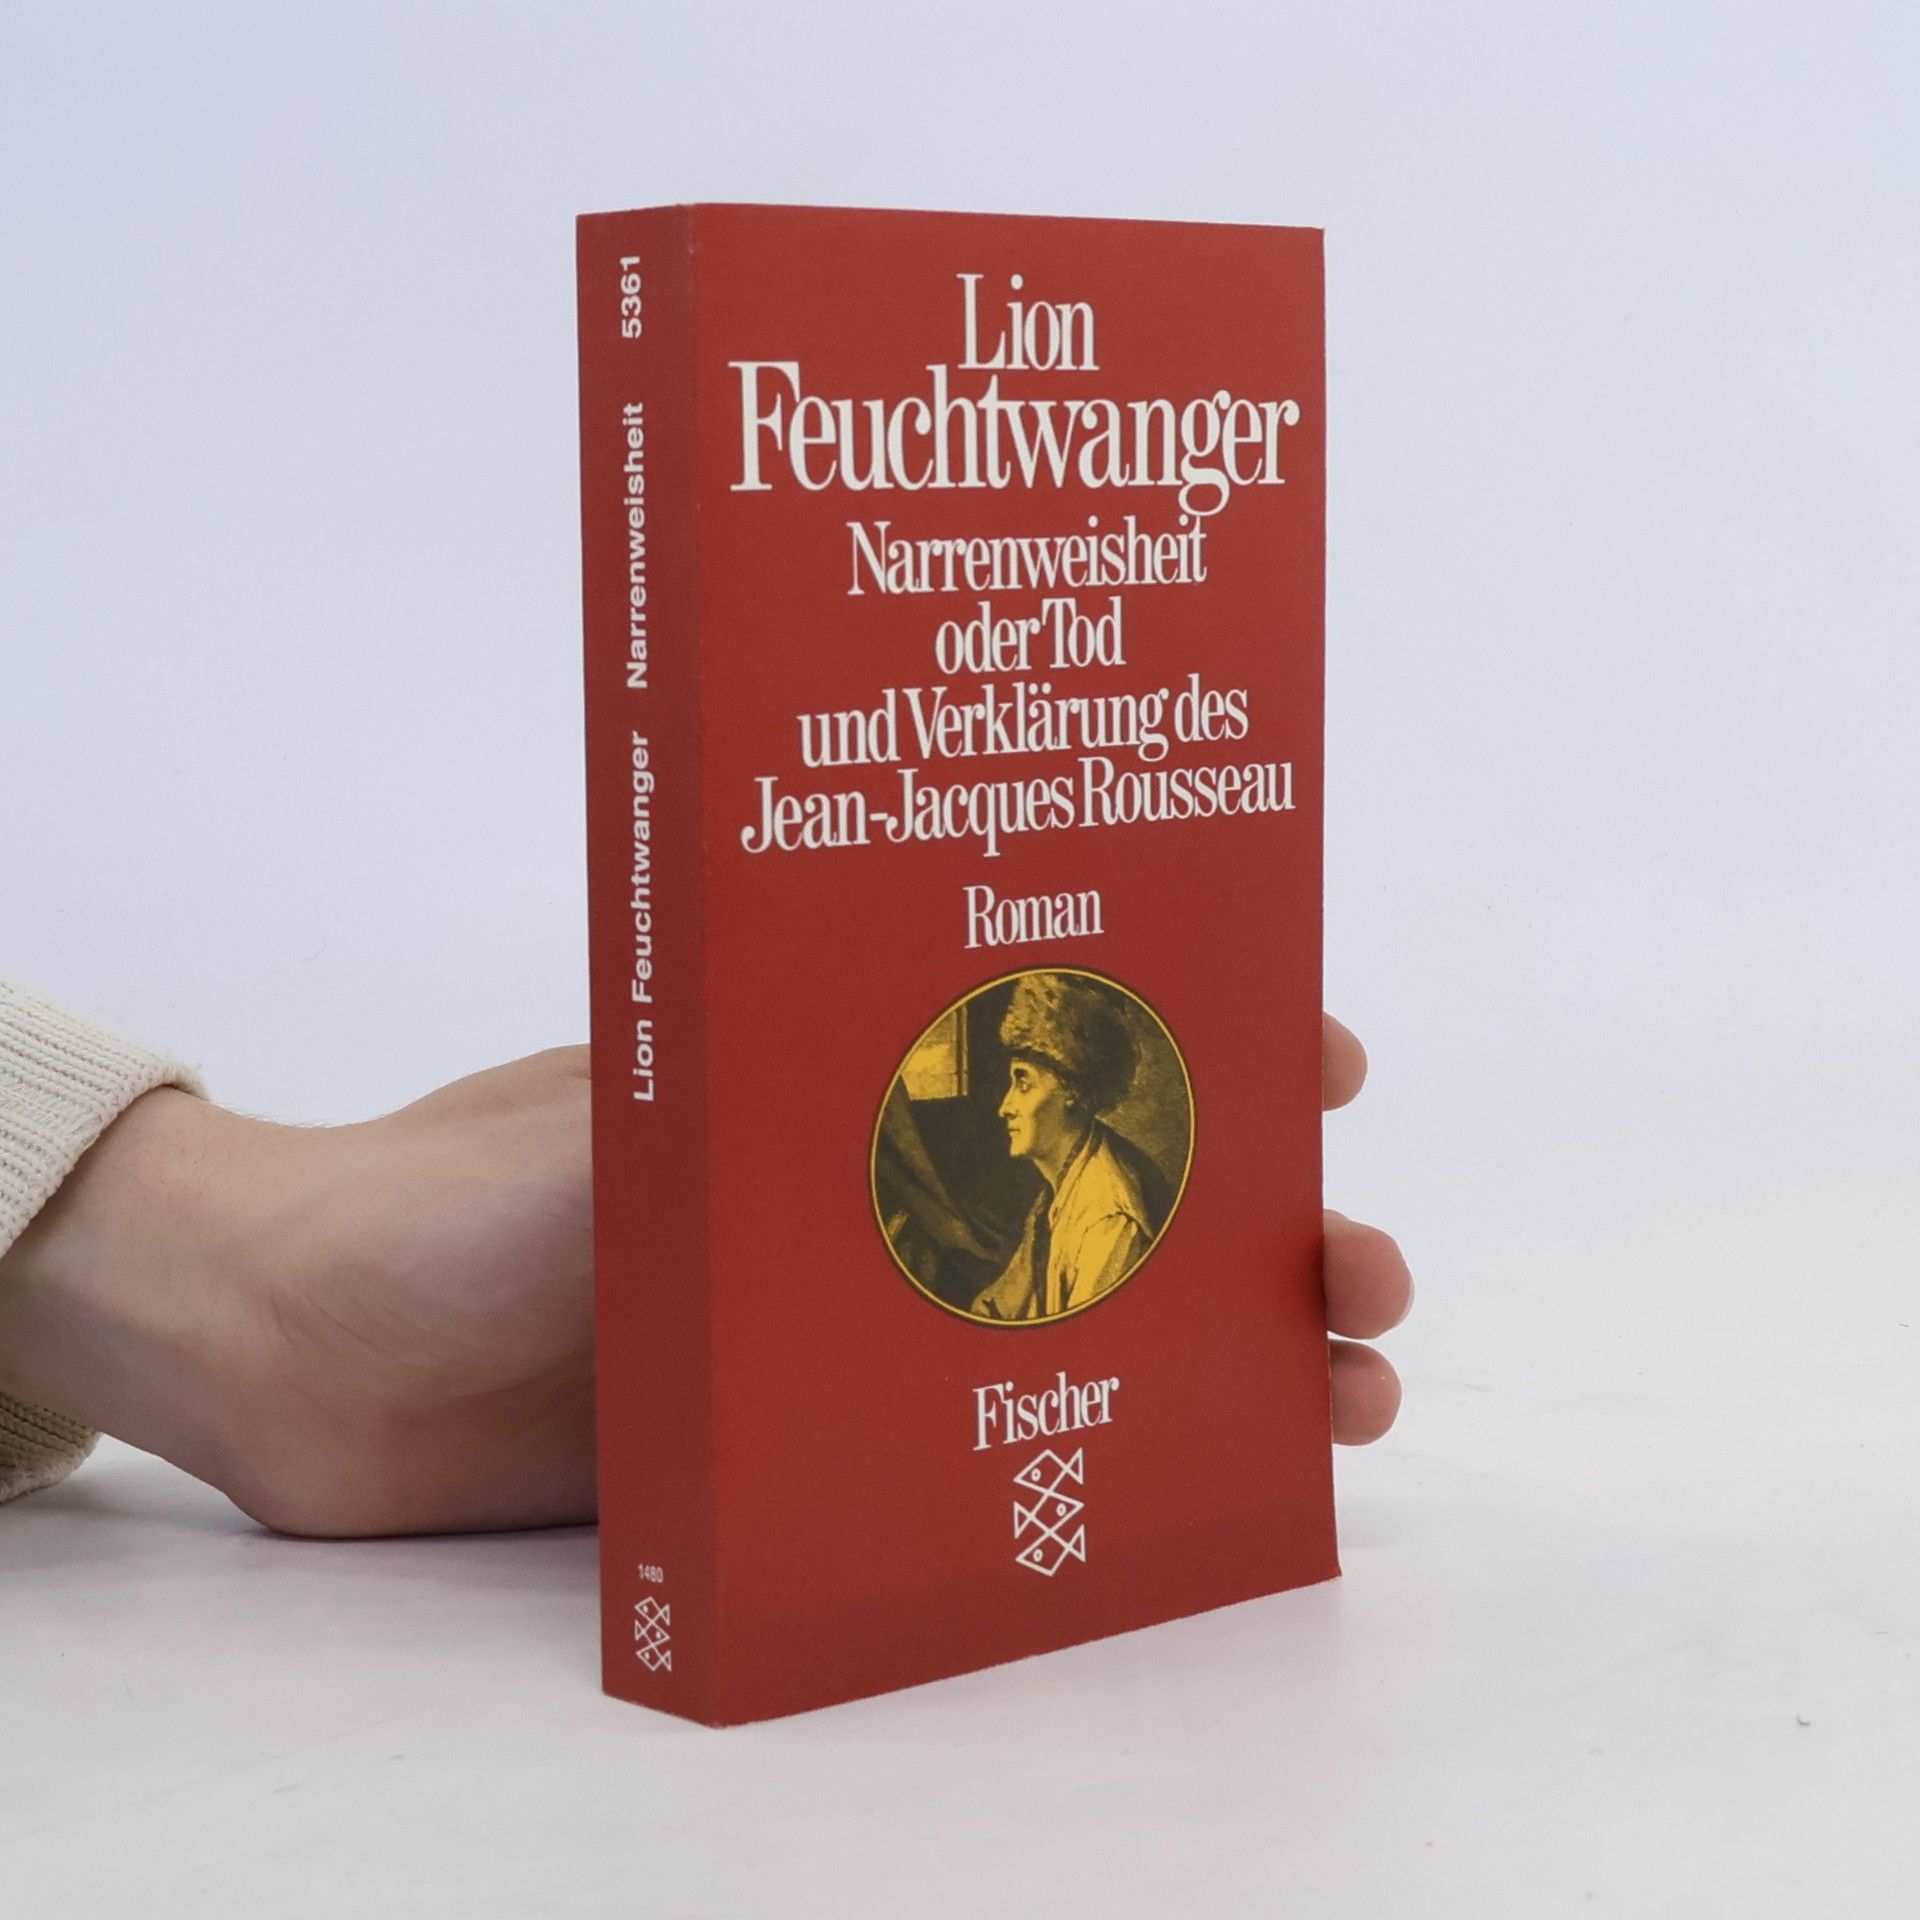 Lion
Feuchtwanger
Narrenweisheit
oder Tod
und Verklärung des
Jean-Jacques Rousseau
Roman
Fischer
Lion Feuchtwanger Narrenweisheit 5361
1480